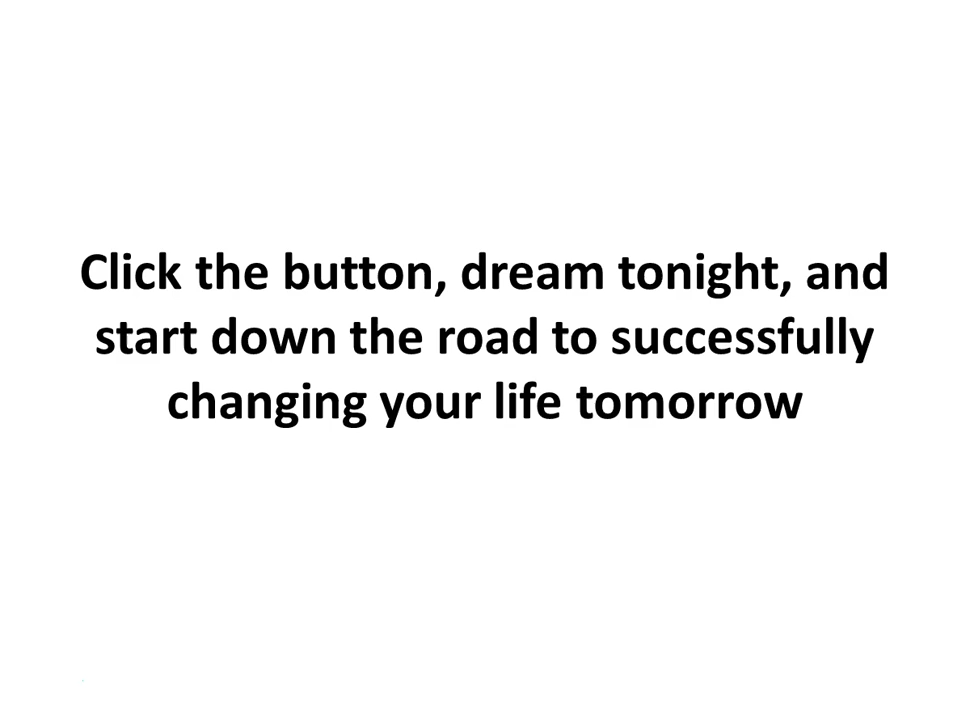 Click the button, dream tonight, and
start down the road to successfully
changing your life tomorrow